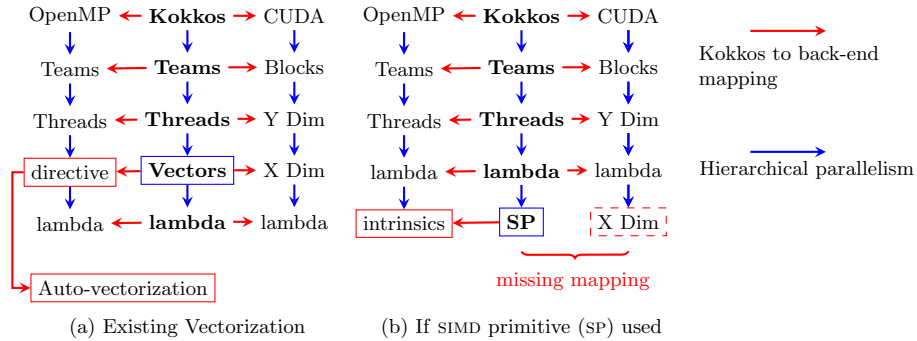 OpenMP Kokkos CUDA
Teams Teams Blocks
Threads Threads Y Dim
directive Vectors X Dim
lambda lambda lambda
Auto-vectorization
(a) Existing Vectorization
OpenMP Kokkos CUDA
Teams Teams Blocks
Threads Threads Y Dim
lambda lambda lambda
intrinsics SP X Dim
missing mapping
(b) If SIMD primitive (SP) used
Kokkos to back-end
mapping
Hierarchical parallelism